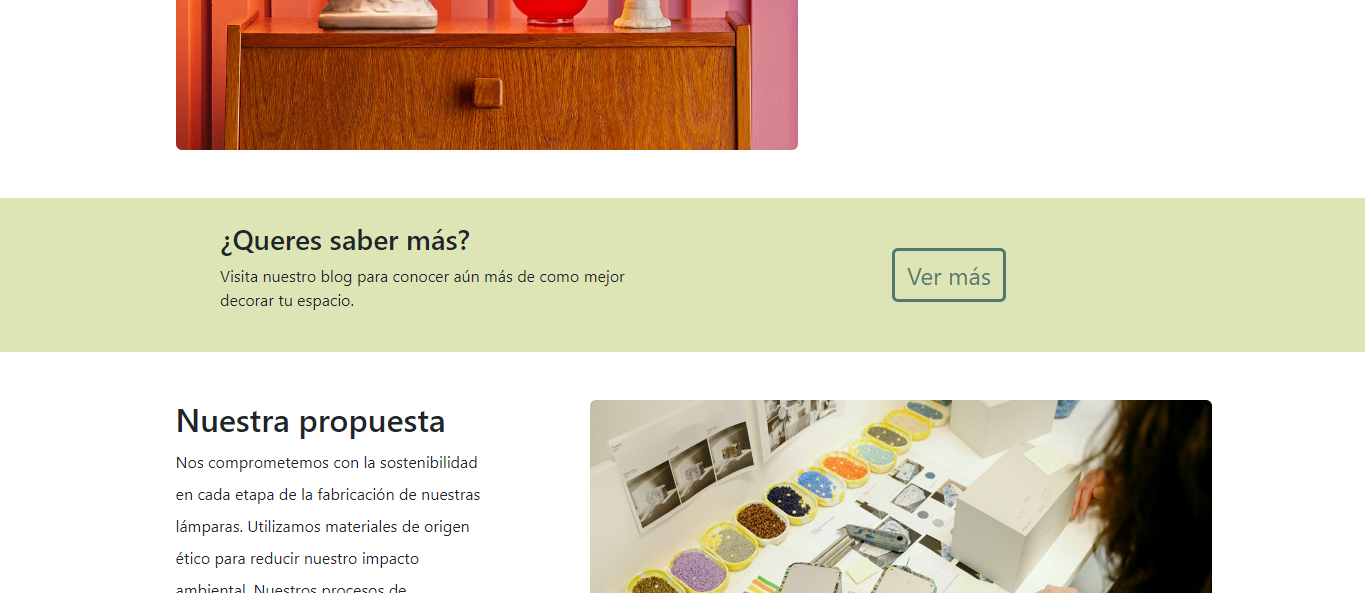 ¿Queres saber más?
Visita nuestro blog para conocer aún más de como mejor
decorar tu espacio.
Ver más
Nuestra propuesta
Nos comprometemos con la sostenibilidad
en cada etapa de la fabricación de nuestras
lámparas. Utilizamos materiales de origen
ético para reducir nuestro impacto
ambiental. Nuestros procesos de